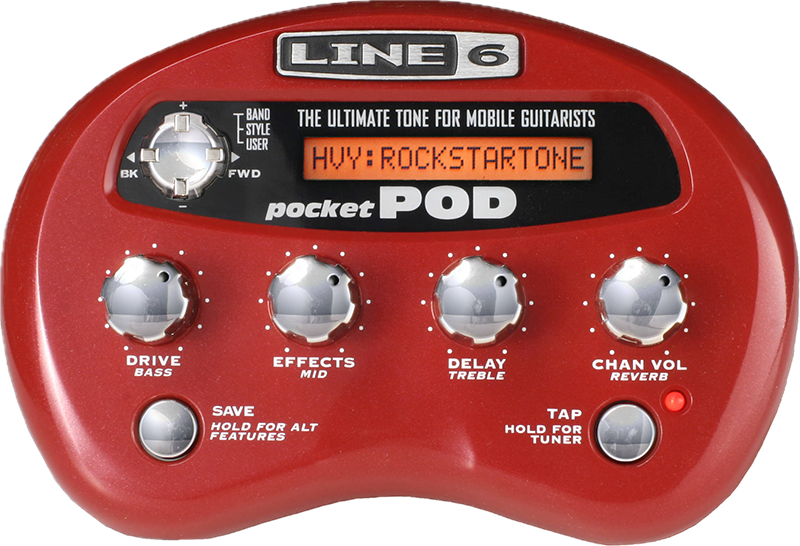 LINE 6
+
BAND
STYLE
USER
BK
FWD
–
THE ULTIMATE TONE FOR MOBILE GUITARISTS
HVY:ROCKSTARTONE
pocket POD
DRIVE
BASS
EFFECTS
MID
DELAY
TREBLE
CHAN VOL
REVERB
SAVE
HOLD FOR ALT
FEATURES
TAP
HOLD FOR
TUNER